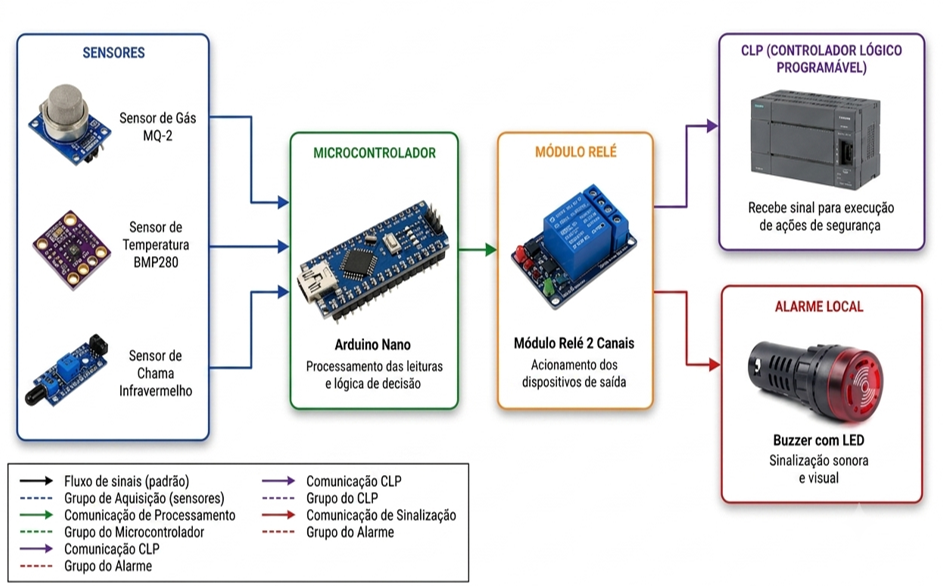 SENSORES
Sensor de Gás
MQ-2
Sensor de
Temperatura
BMP280
Sensor de
Chama
Infravermelho
MICROCONTROLADOR
Arduino Nano
Processamento das leituras
e lógica de decisão
MÓDULO RELÉ
Módulo Relé 2 Canais
Acionamento dos
dispositivos de saída
CLP (CONTROLADOR LÓGICO
PROGRAMÁVEL)
Recebe sinal para execução
de ações de segurança
ALARME LOCAL
Buzzer com LED
Sinalização sonora
e visual
Fluxo de sinais (padrão)
Grupo de Aquisição (sensores)
Comunicação de Processamento
Grupo do Microcontrolador
Comunicação CLP
Grupo do Alarme
Comunicação CLP
Grupo do CLP
Comunicação de Sinalização
Grupo do Alarme